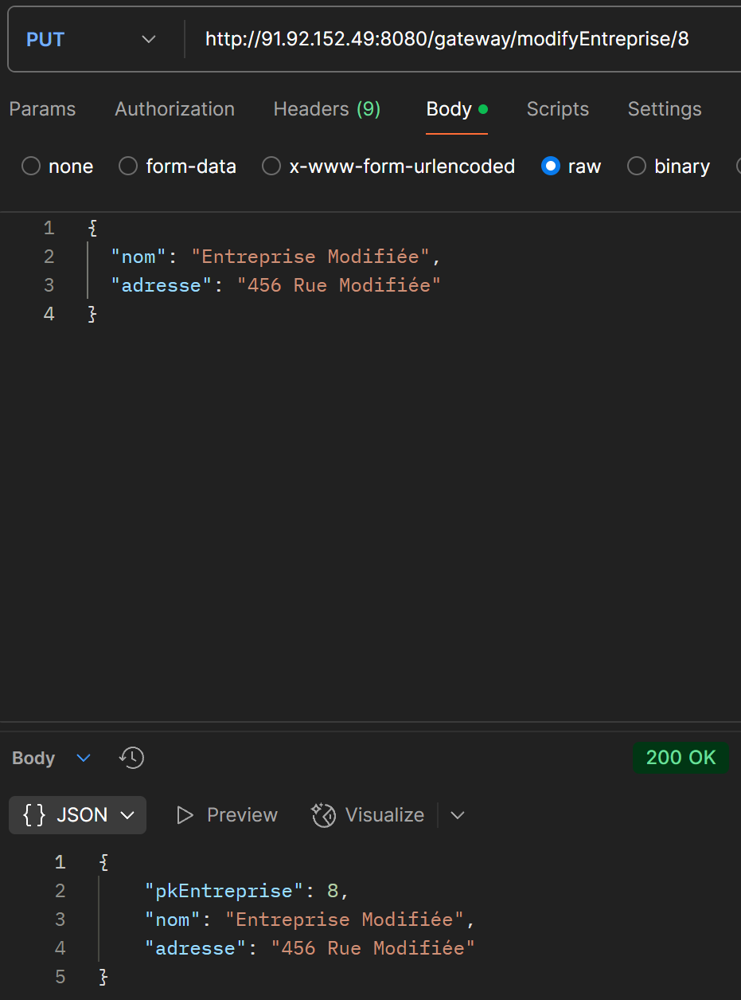 PUT http://91.92.152.49:8080/gateway/modifyEntreprise/8
Params Authorization Headers (9) Body Scripts Settings
none form-data x-www-form-urlencoded raw binary
1 {
2 "nom": "Entreprise Modifiée",
3 "adresse": "456 Rue Modifiée"
4 }
Body 200 OK
{ } JSON Preview Visualize
1 {
2 "pkEntreprise": 8,
3 "nom": "Entreprise Modifiée",
4 "adresse": "456 Rue Modifiée"
5 }